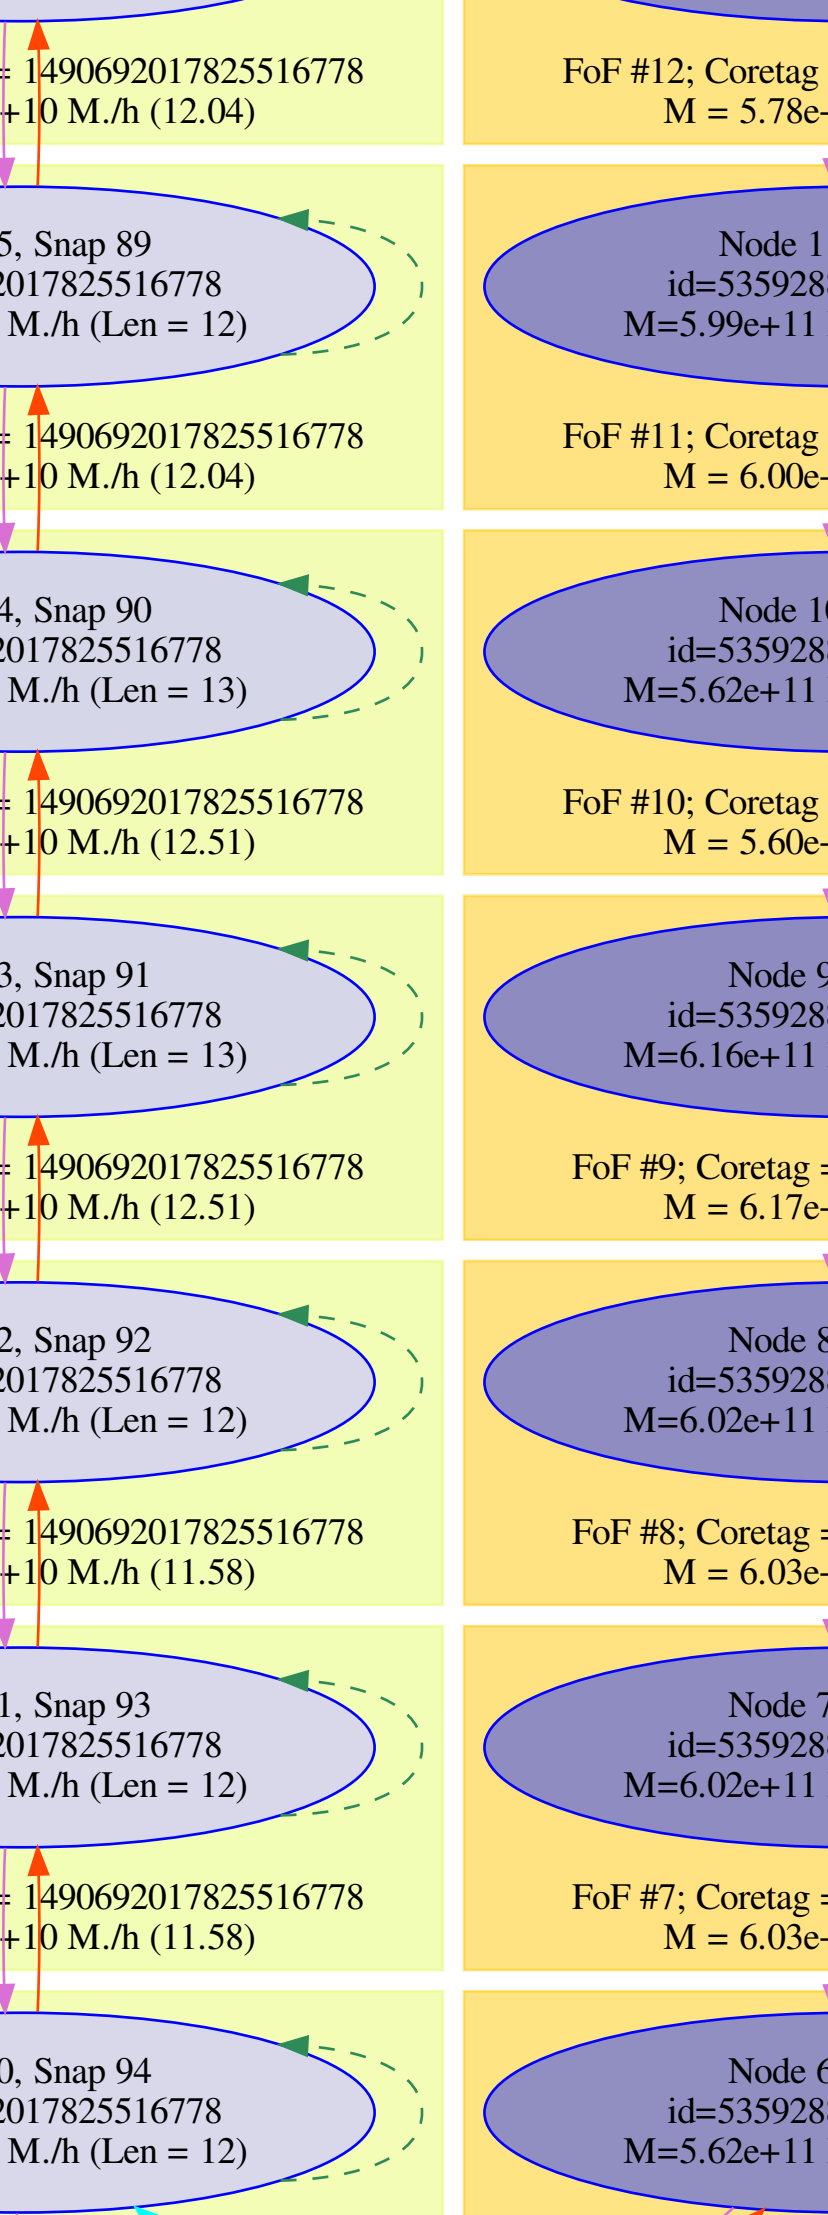 = 1490692017825516778
+10 M./h (12.04)
FoF #12; Coretag
M = 5.78e-
5, Snap 89
2017825516778
M./h (Len = 12)
Node 1
id=535928
M=5.99e+11
= 1490692017825516778
+10 M./h (12.04)
FoF #11; Coretag
M = 6.00e-
4, Snap 90
2017825516778
M./h (Len = 13)
Node 10
id=535928
M=5.62e+11
= 1490692017825516778
+10 M./h (12.51)
FoF #10; Coretag
M = 5.60e-
3, Snap 91
2017825516778
M./h (Len = 13)
Node 9
id=535928
M=6.16e+11
= 1490692017825516778
+10 M./h (12.51)
FoF #9; Coretag =
M = 6.17e-
2, Snap 92
2017825516778
M./h (Len = 12)
Node 8
id=535928
M=6.02e+11
= 1490692017825516778
+10 M./h (11.58)
FoF #8; Coretag =
M = 6.03e-
1, Snap 93
2017825516778
M./h (Len = 12)
Node 7
id=535928
M=6.02e+11
= 1490692017825516778
+10 M./h (11.58)
FoF #7; Coretag =
M = 6.03e-
0, Snap 94
2017825516778
M./h (Len = 12)
Node 6
id=535928
M=5.62e+11